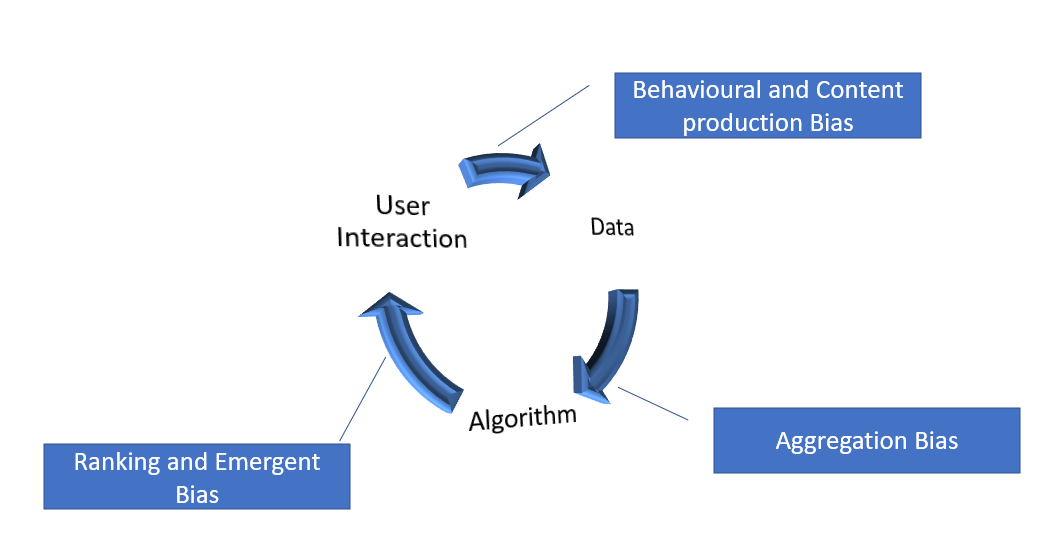 Behavioural and Content
production Bias
User
Interaction
Data
Algorithm
Aggregation Bias
Ranking and Emergent
Bias